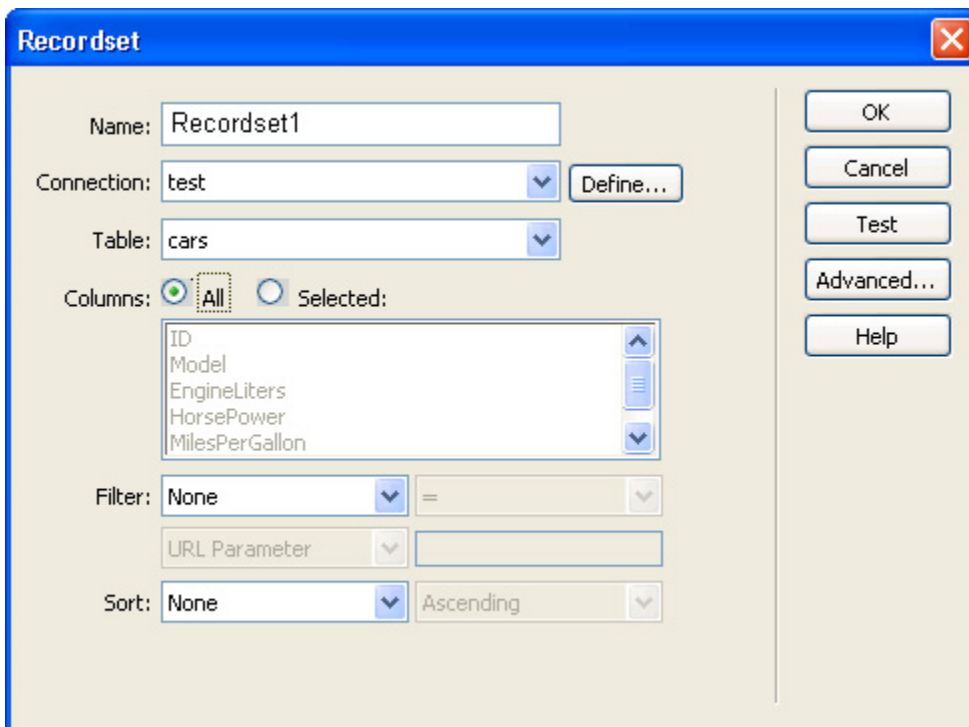 Recordset
Name: Recordset1
Connection: test Define...
Table: cars
Columns: All Selected:
ID
Model
EngineLiters
HorsePower
MilesPerGallon
Filter: None =
URL Parameter
Sort: None Ascending
OK
Cancel
Test
Advanced...
Help